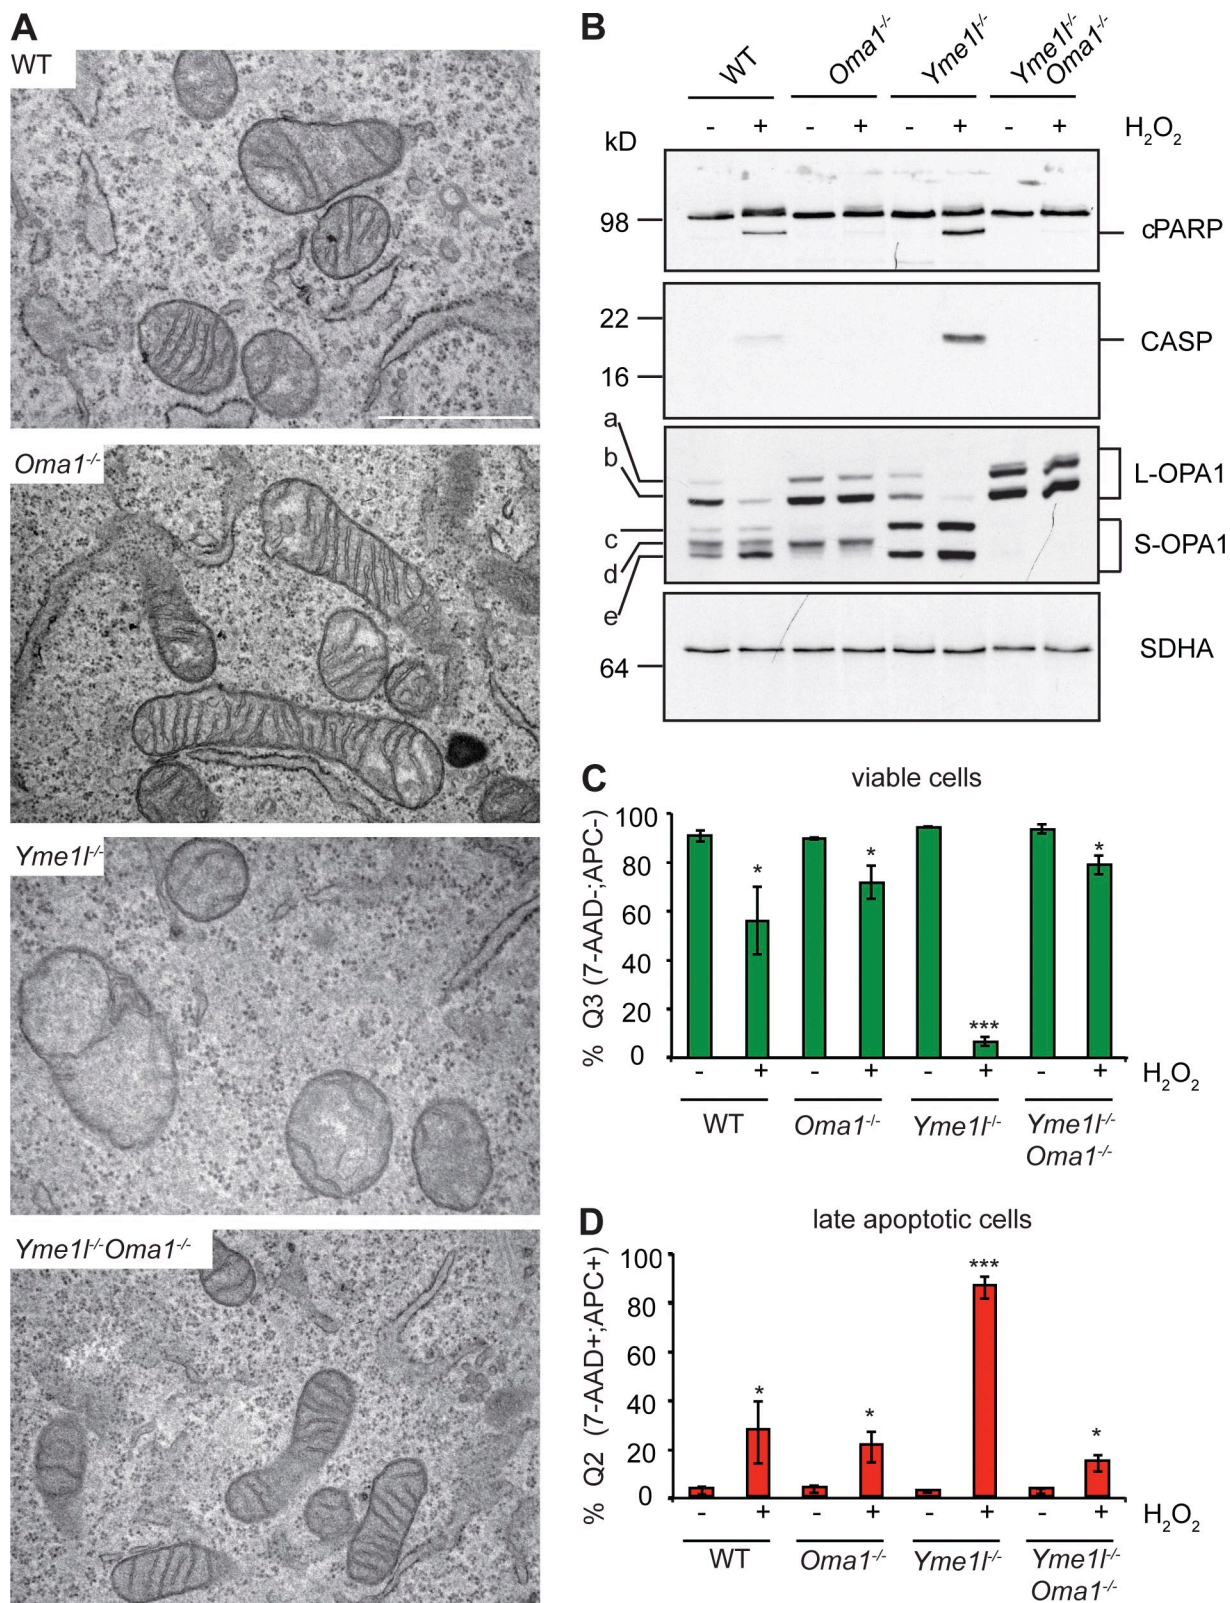 A
WT
Oma1-/-
Yme1l-/-
Yme1l-/-Oma1-/-
B
WT
Oma1-/-
Yme1l-/-
Yme1l-/-
Oma1-/-
- + - + - + - + H2O2
kD
98
cPARP
22
CASP
16
a
b
L-OPA1
c
S-OPA1
d
e
SDHA
64
C
viable cells
% Q3 (7-AAD-;APC-)
100
80
60
40
20
0
* * *** *
- + - + - + - + H2O2
WT Oma1-/- Yme1l-/- Yme1l-/-
Oma1-/-
D
late apoptotic cells
% Q2 (7-AAD+;APC+)
100
80
60
40
20
0
* * *** *
- + - + - + - + H2O2
WT Oma1-/- Yme1l-/- Yme1l-/-
Oma1-/-